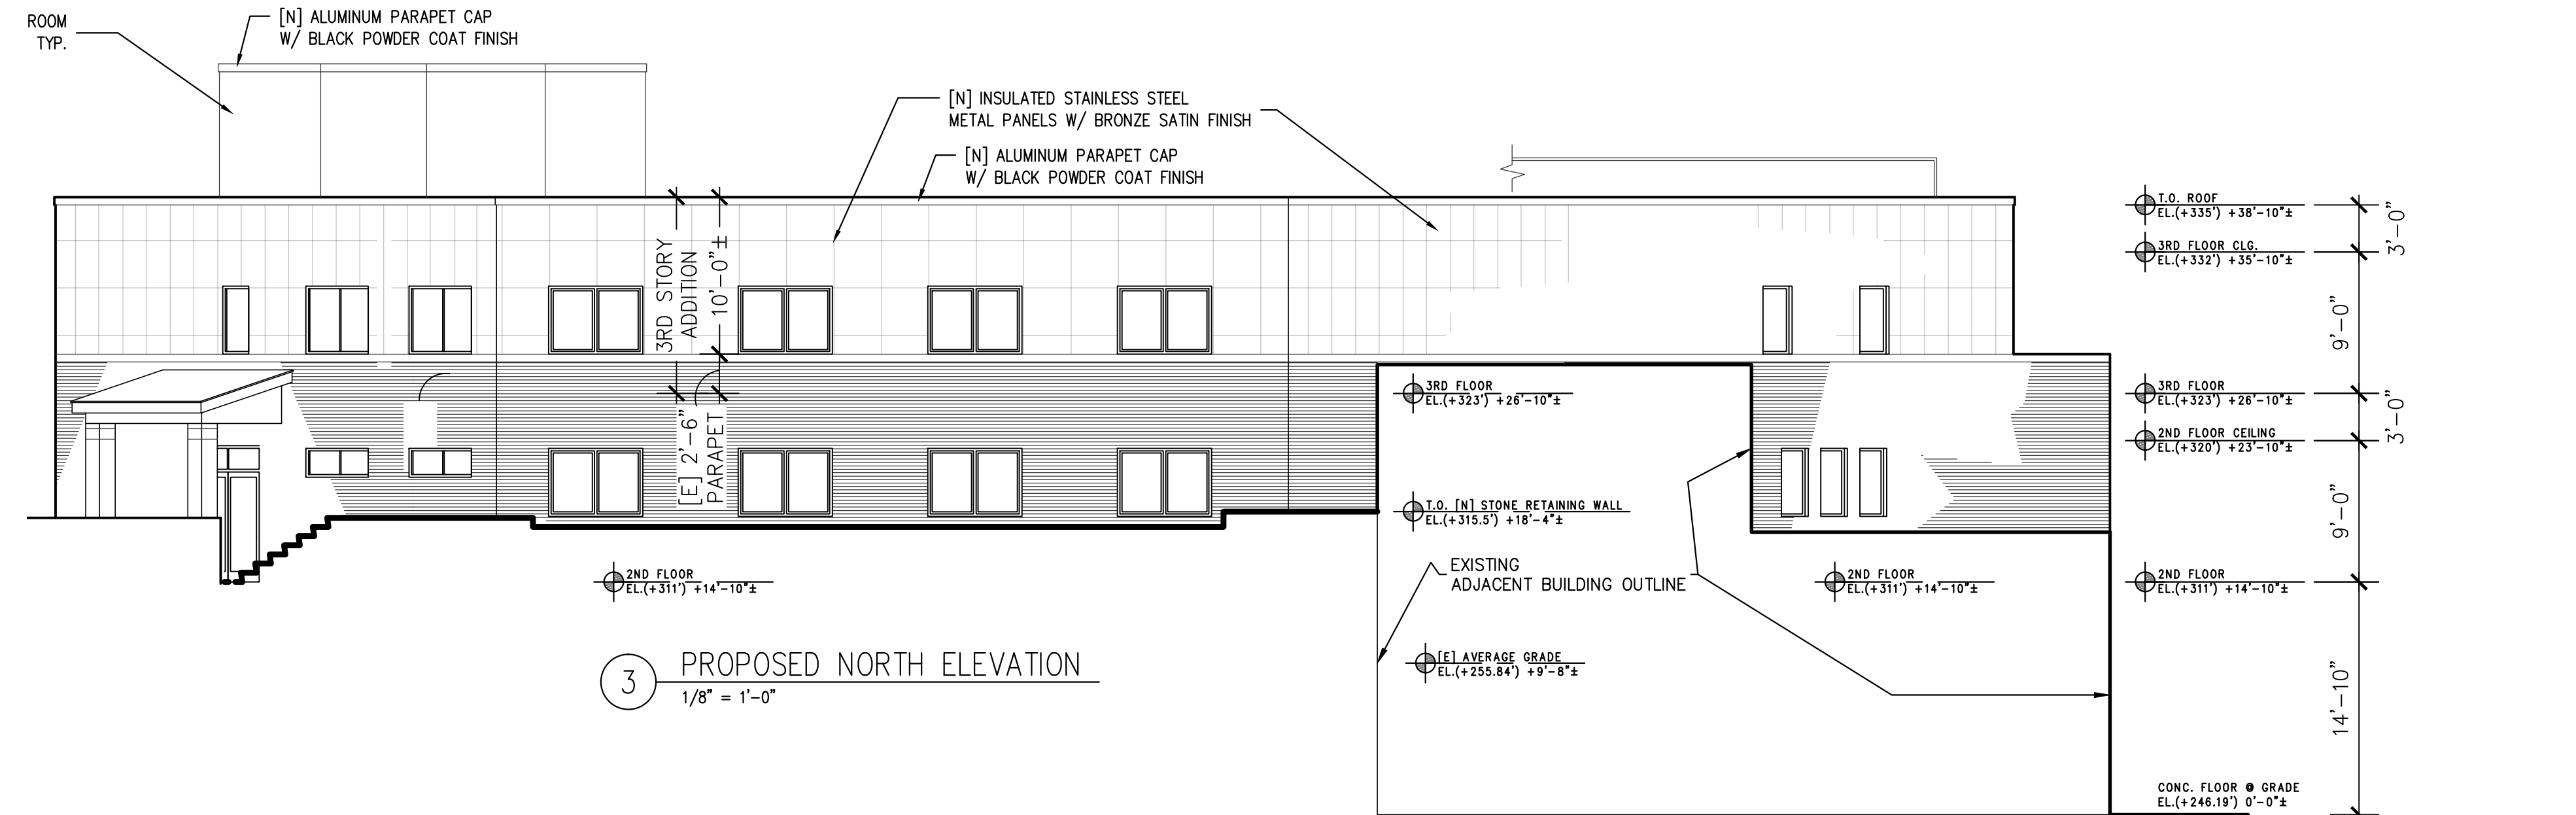 ROOM
TYP.
[N] ALUMINUM PARAPET CAP
W/ BLACK POWDER COAT FINISH
[N] INSULATED STAINLESS STEEL
METAL PANELS W/ BRONZE SATIN FINISH
[N] ALUMINUM PARAPET CAP
W/ BLACK POWDER COAT FINISH
3RD STORY
ADDITION
10'-0"±
[E] 2'-6"
PARAPET
T.O. ROOF
EL.(+335') +38'-10"±
3RD FLOOR CLG.
EL.(+332') +35'-10"±
3RD FLOOR
EL.(+323') +26'-10"±
2ND FLOOR CEILING
EL.(+320') +23'-10"±
2ND FLOOR
EL.(+311') +14'-10"±
CONC. FLOOR @ GRADE
EL.(+246.19') 0'-0"±
3'-0"
9'-0"
3'-0"
9'-0"
14'-10"
3RD FLOOR
EL.(+323') +26'-10"±
T.O. [N] STONE RETAINING WALL
EL.(+315.5') +18'-4"±
EXISTING
ADJACENT BUILDING OUTLINE
2ND FLOOR
EL.(+311') +14'-10"±
[E] AVERAGE GRADE
EL.(+255.84') +9'-8"±
2ND FLOOR
EL.(+311') +14'-10"±
3
PROPOSED NORTH ELEVATION
1/8" = 1'-0"